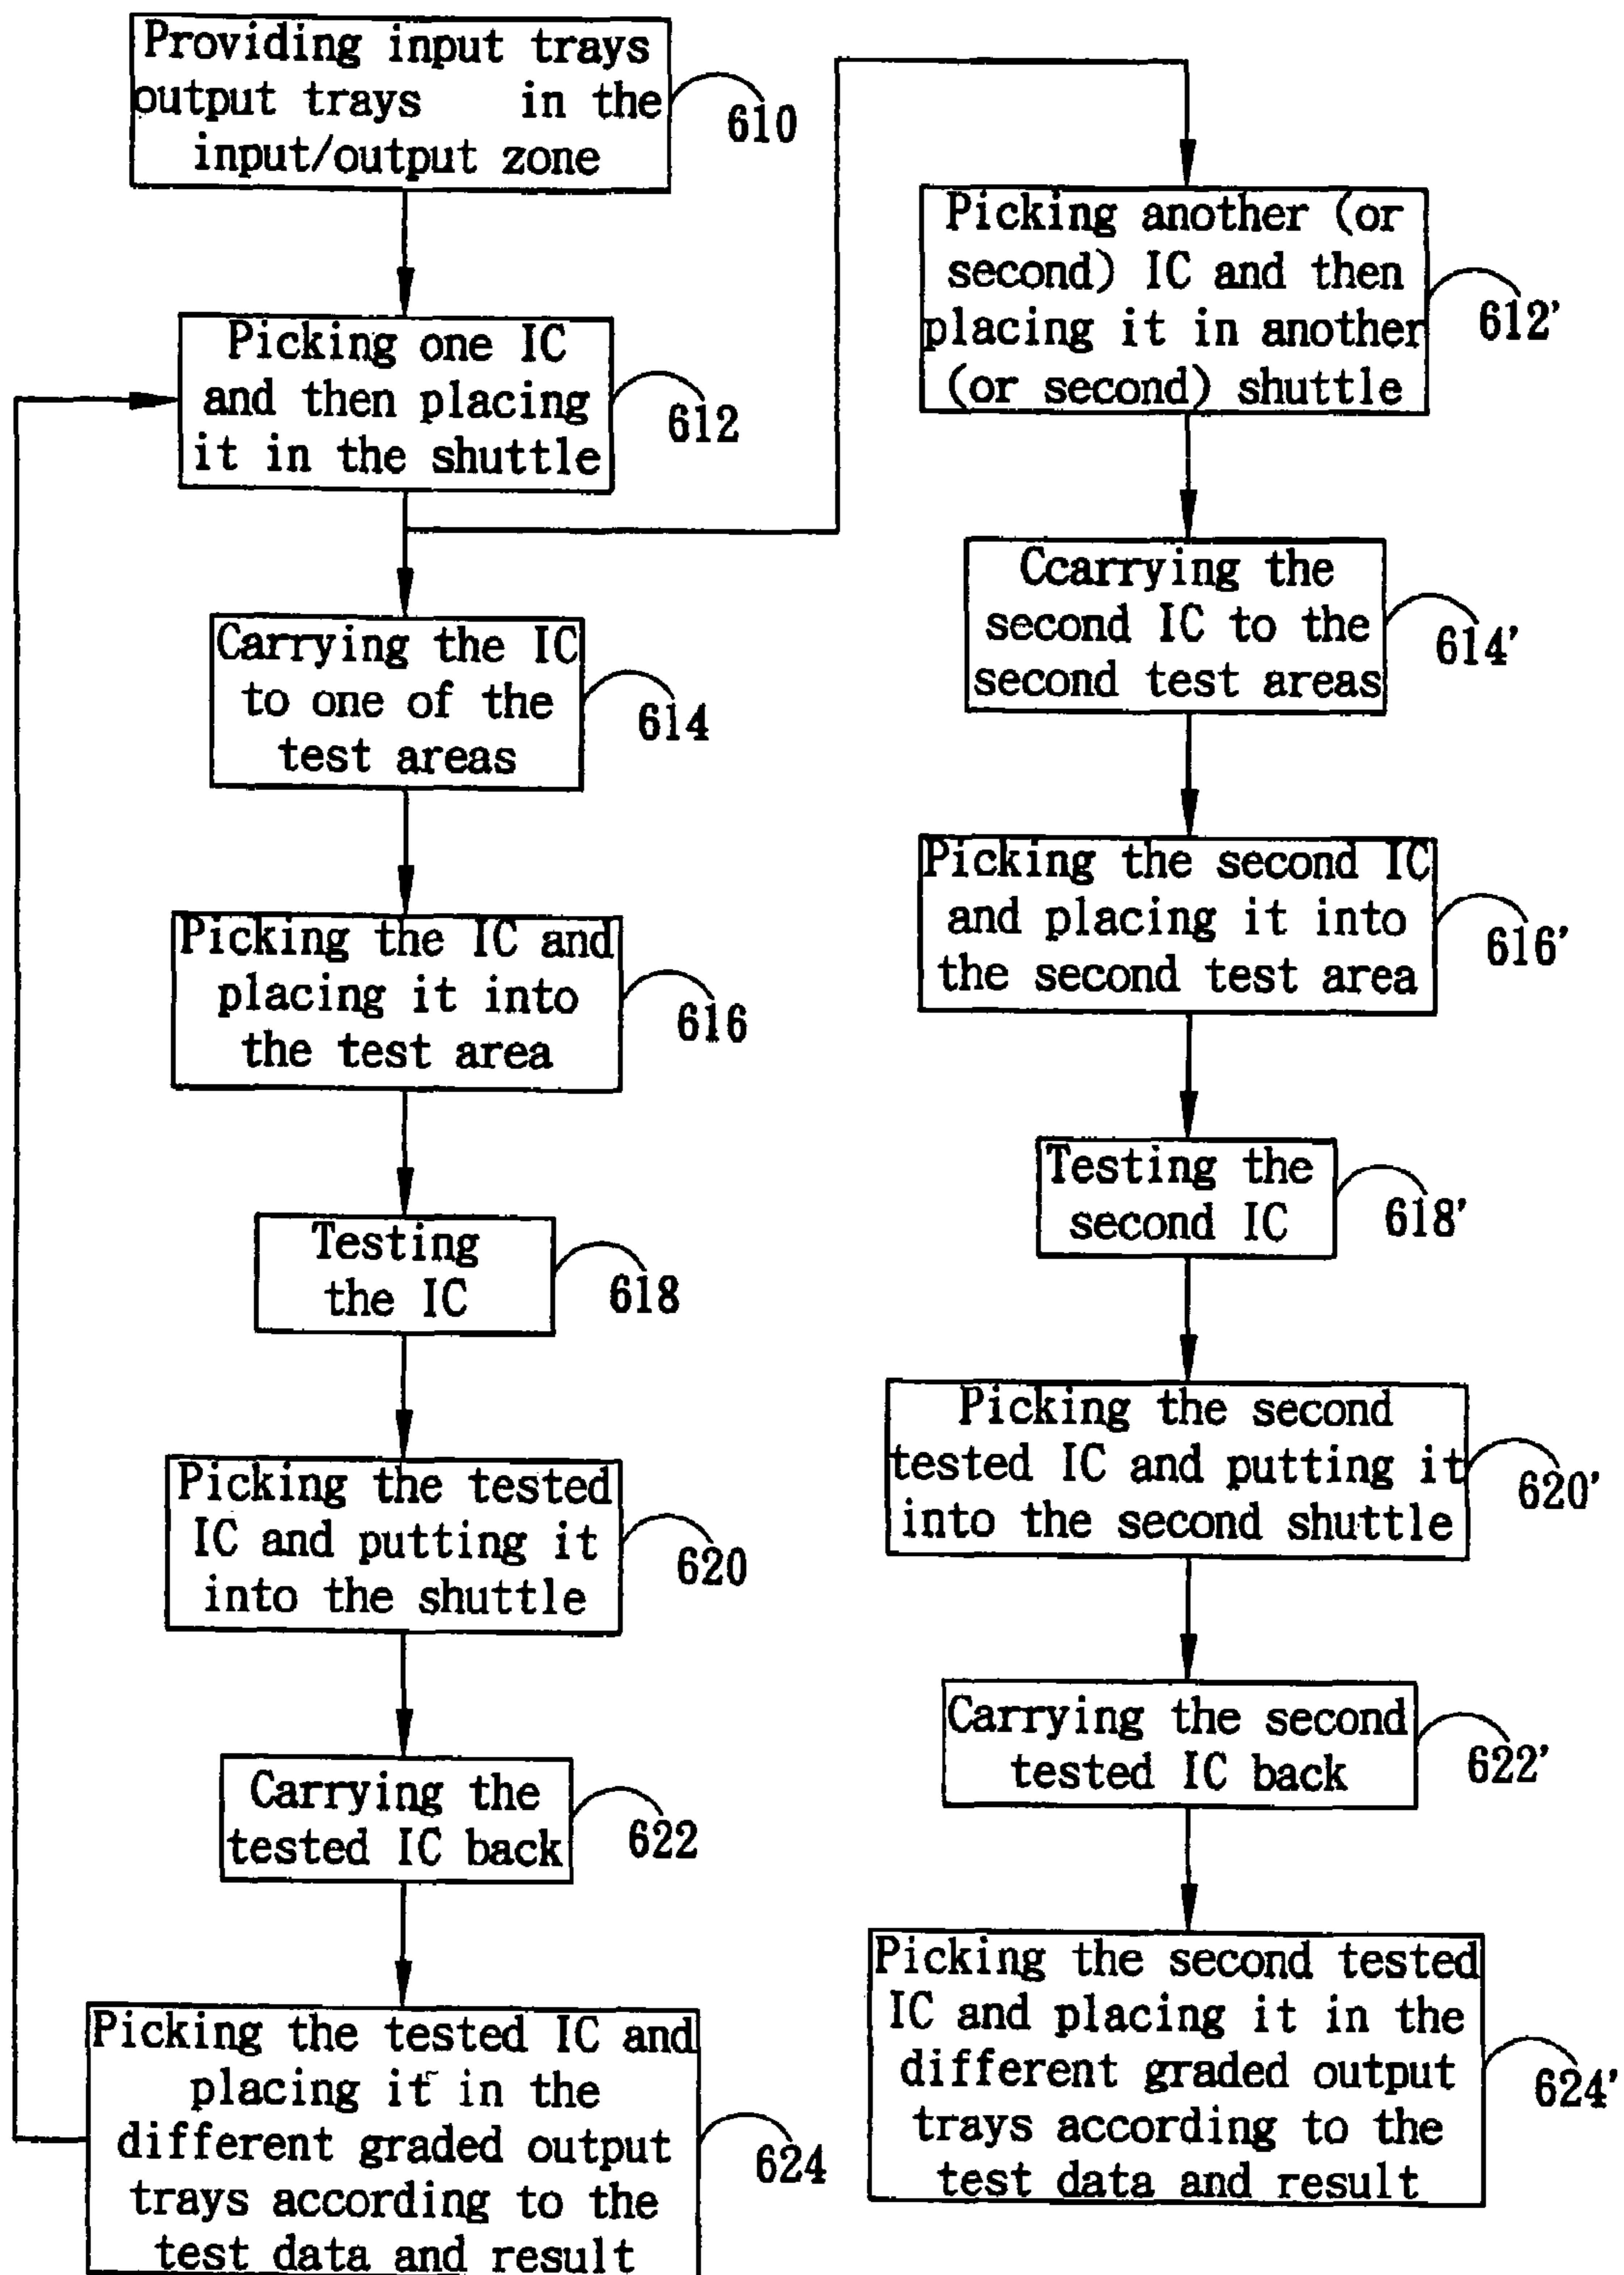 Providing input trays
output trays in the
input/output zone
610
Picking one IC
and then placing
it in the shuttle
612
Carrying the IC
to one of the
test areas
614
Picking the IC and
placing it into
the test area
616
Testing
the IC
618
Picking the tested
IC and putting it
into the shuttle
620
Carrying the
tested IC back
622
Picking the tested IC and
placing it in the
different graded output
trays according to the
test data and result
624
Picking another (or
second) IC and then
placing it in another
(or second) shuttle
612'
Ccarrying the
second IC to the
second test areas
614'
Picking the second IC
and placing it into
the second test area
616'
Testing the
second IC
618'
Picking the second
tested IC and putting it
into the second shuttle
620'
Carrying the second
tested IC back
622'
Picking the second tested
IC and placing it in the
different graded output
trays according to the
test data and result
624'